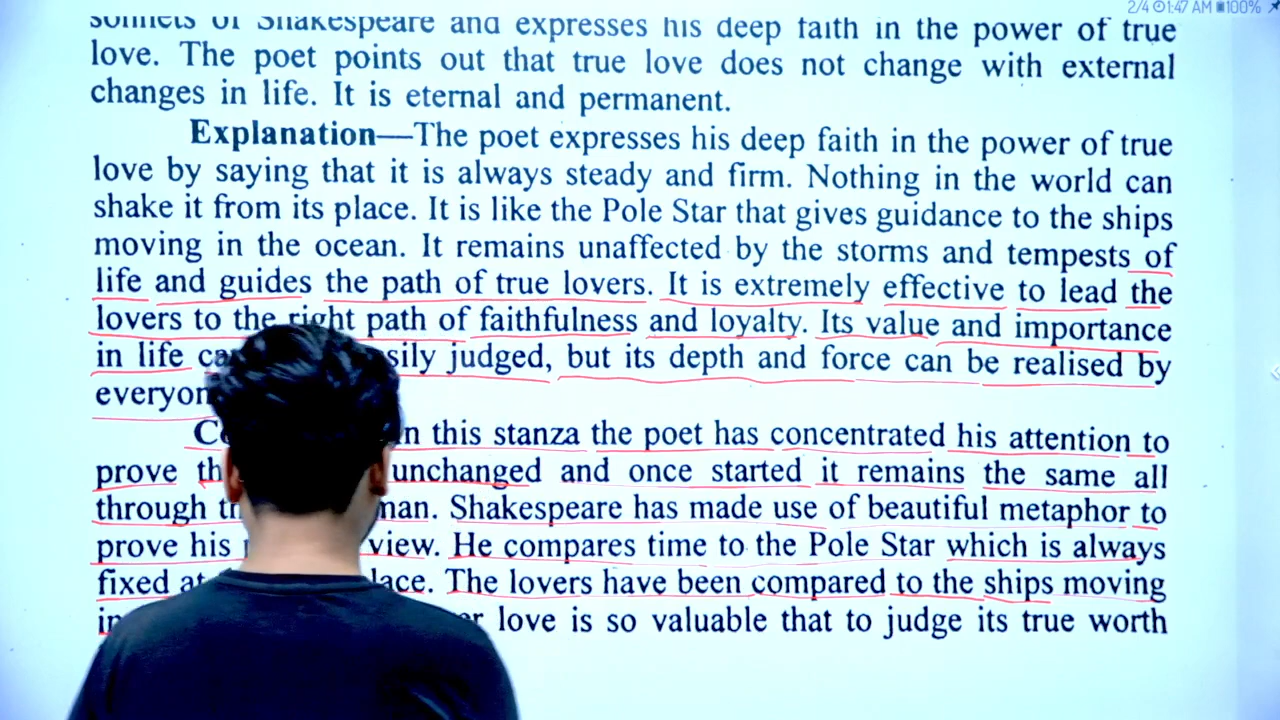 2/4 1:47 AM 100%
sonnets of Shakespeare and expresses his deep faith in the power of true
love. The poet points out that true love does not change with external
changes in life. It is eternal and permanent.
Explanation—The poet expresses his deep faith in the power of true
love by saying that it is always steady and firm. Nothing in the world can
shake it from its place. It is like the Pole Star that gives guidance to the ships
moving in the ocean. It remains unaffected by the storms and tempests of
life and guides the path of true lovers. It is extremely effective to lead the
lovers to the right path of faithfulness and loyalty. Its value and importance
in life judged, but its depth and force can be realised by
this stanza the poet has concentrated his attention to
prove unchanged and once started it remains the same all
through Shakespeare has made use of beautiful metaphor to
prove his view. He compares time to the Pole Star which is always
fixed The lovers have been compared to the ships moving
love is so valuable that to judge its true worth